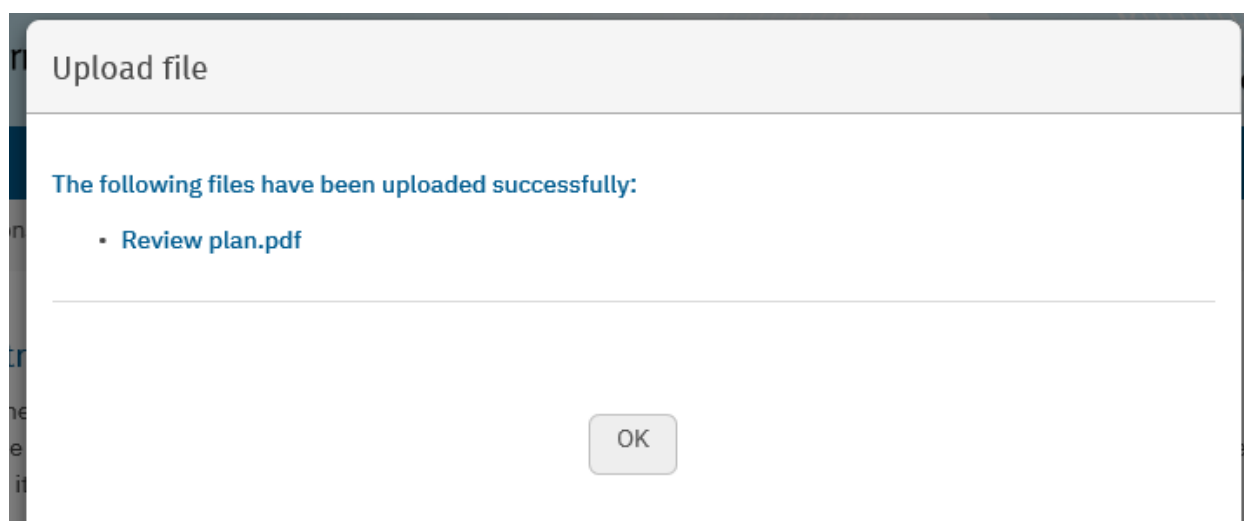 Upload file
The following files have been uploaded successfully:
• Review plan.pdf
OK